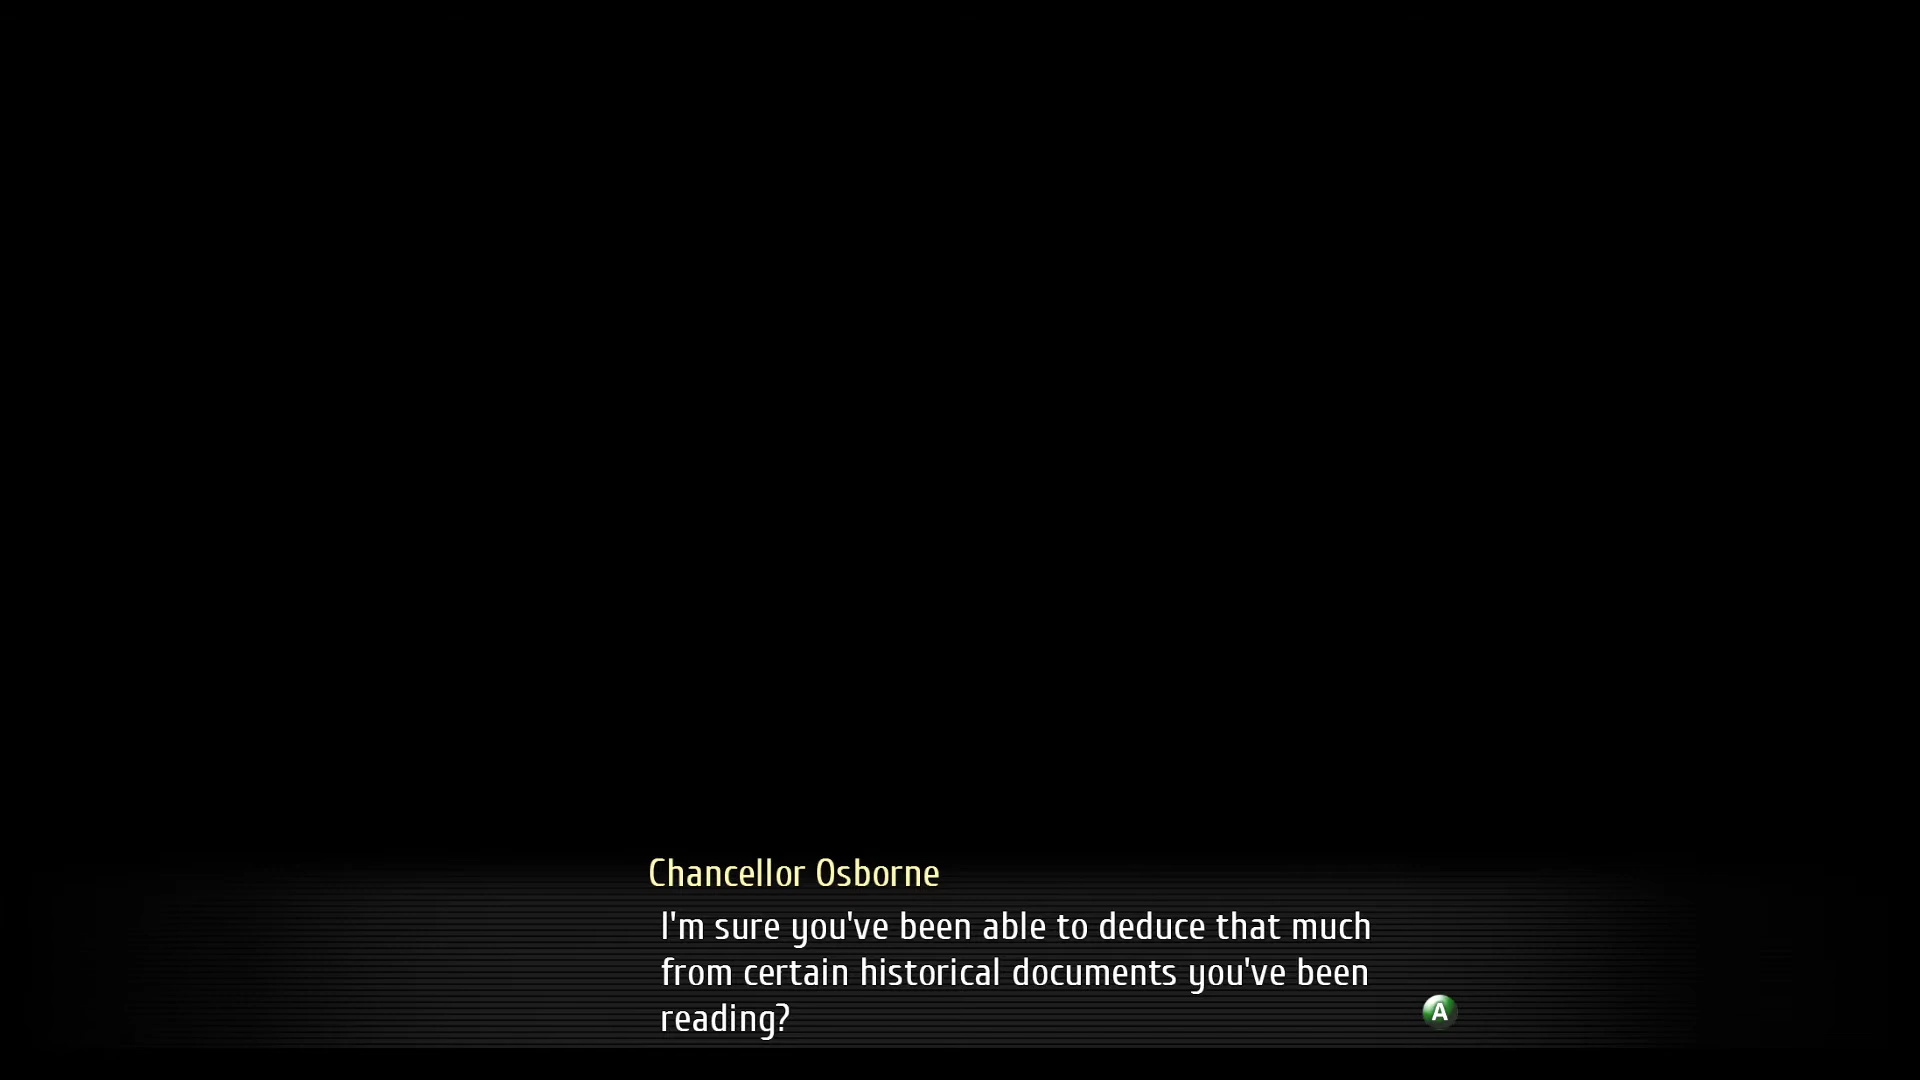 Chancellor Osborne
I'm sure you've been able to deduce that much
from certain historical documents you've been
reading?
A